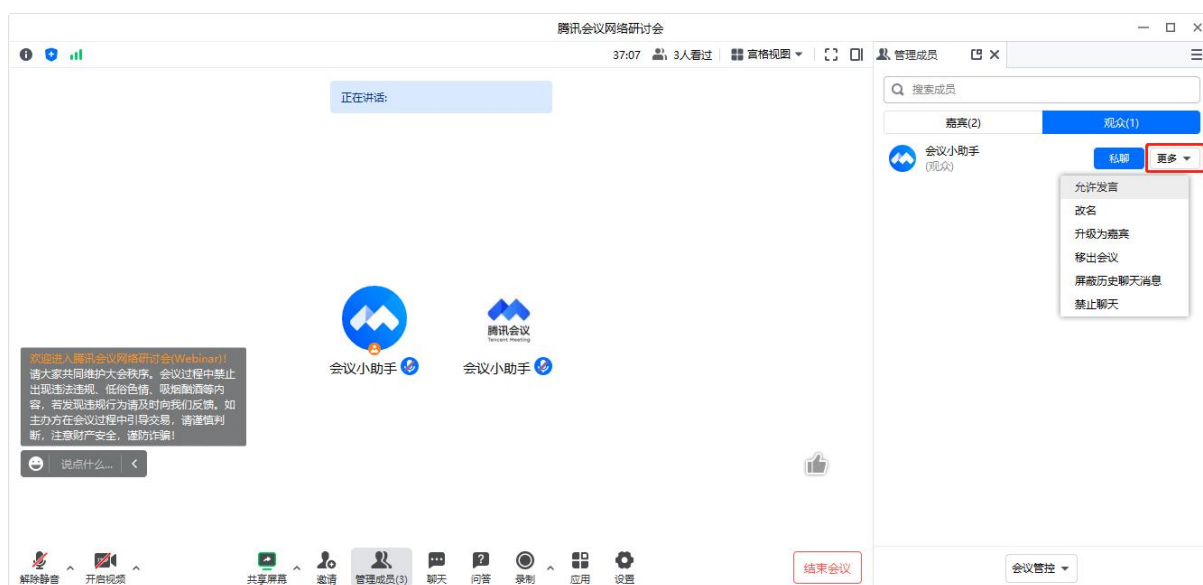 腾讯会议网络研讨会
37:07 3人看过 宫格视图
管理成员
正在讲话:
搜索成员
嘉宾(2) 观众(1)
会议小助手
(观众)
私聊 更多
允许发言
改名
升级为嘉宾
移出会议
屏蔽历史聊天消息
禁止聊天
腾讯会议
Tencent Meeting
会议小助手
会议小助手
欢迎进入腾讯会议网络研讨会(Webinar)!
请大家共同维护大会秩序。会议过程中禁止
出现违法违规、低俗色情、吸烟酗酒等内
容，若发现违规行为请及时向我们反馈。如
主办方在会议过程中引导交易，请谨慎判
断，注意财产安全，谨防诈骗!
说点什么...
解除静音 开启视频 共享屏幕 邀请 管理成员(3) 聊天 问答 录制 应用 设置 结束会议 会议管控